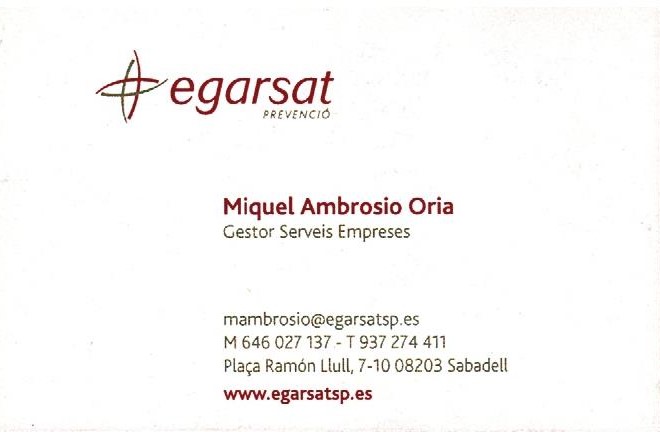 egarsat
PREVENCIÓ
Miquel Ambrosio Oria
Gestor Serveis Empreses
mambrosio@egarsatsp.es
M 646 027 137 - T 937 274 411
Plaça Ramón Llull, 7-10 08203 Sabadell
www.egarsatsp.es